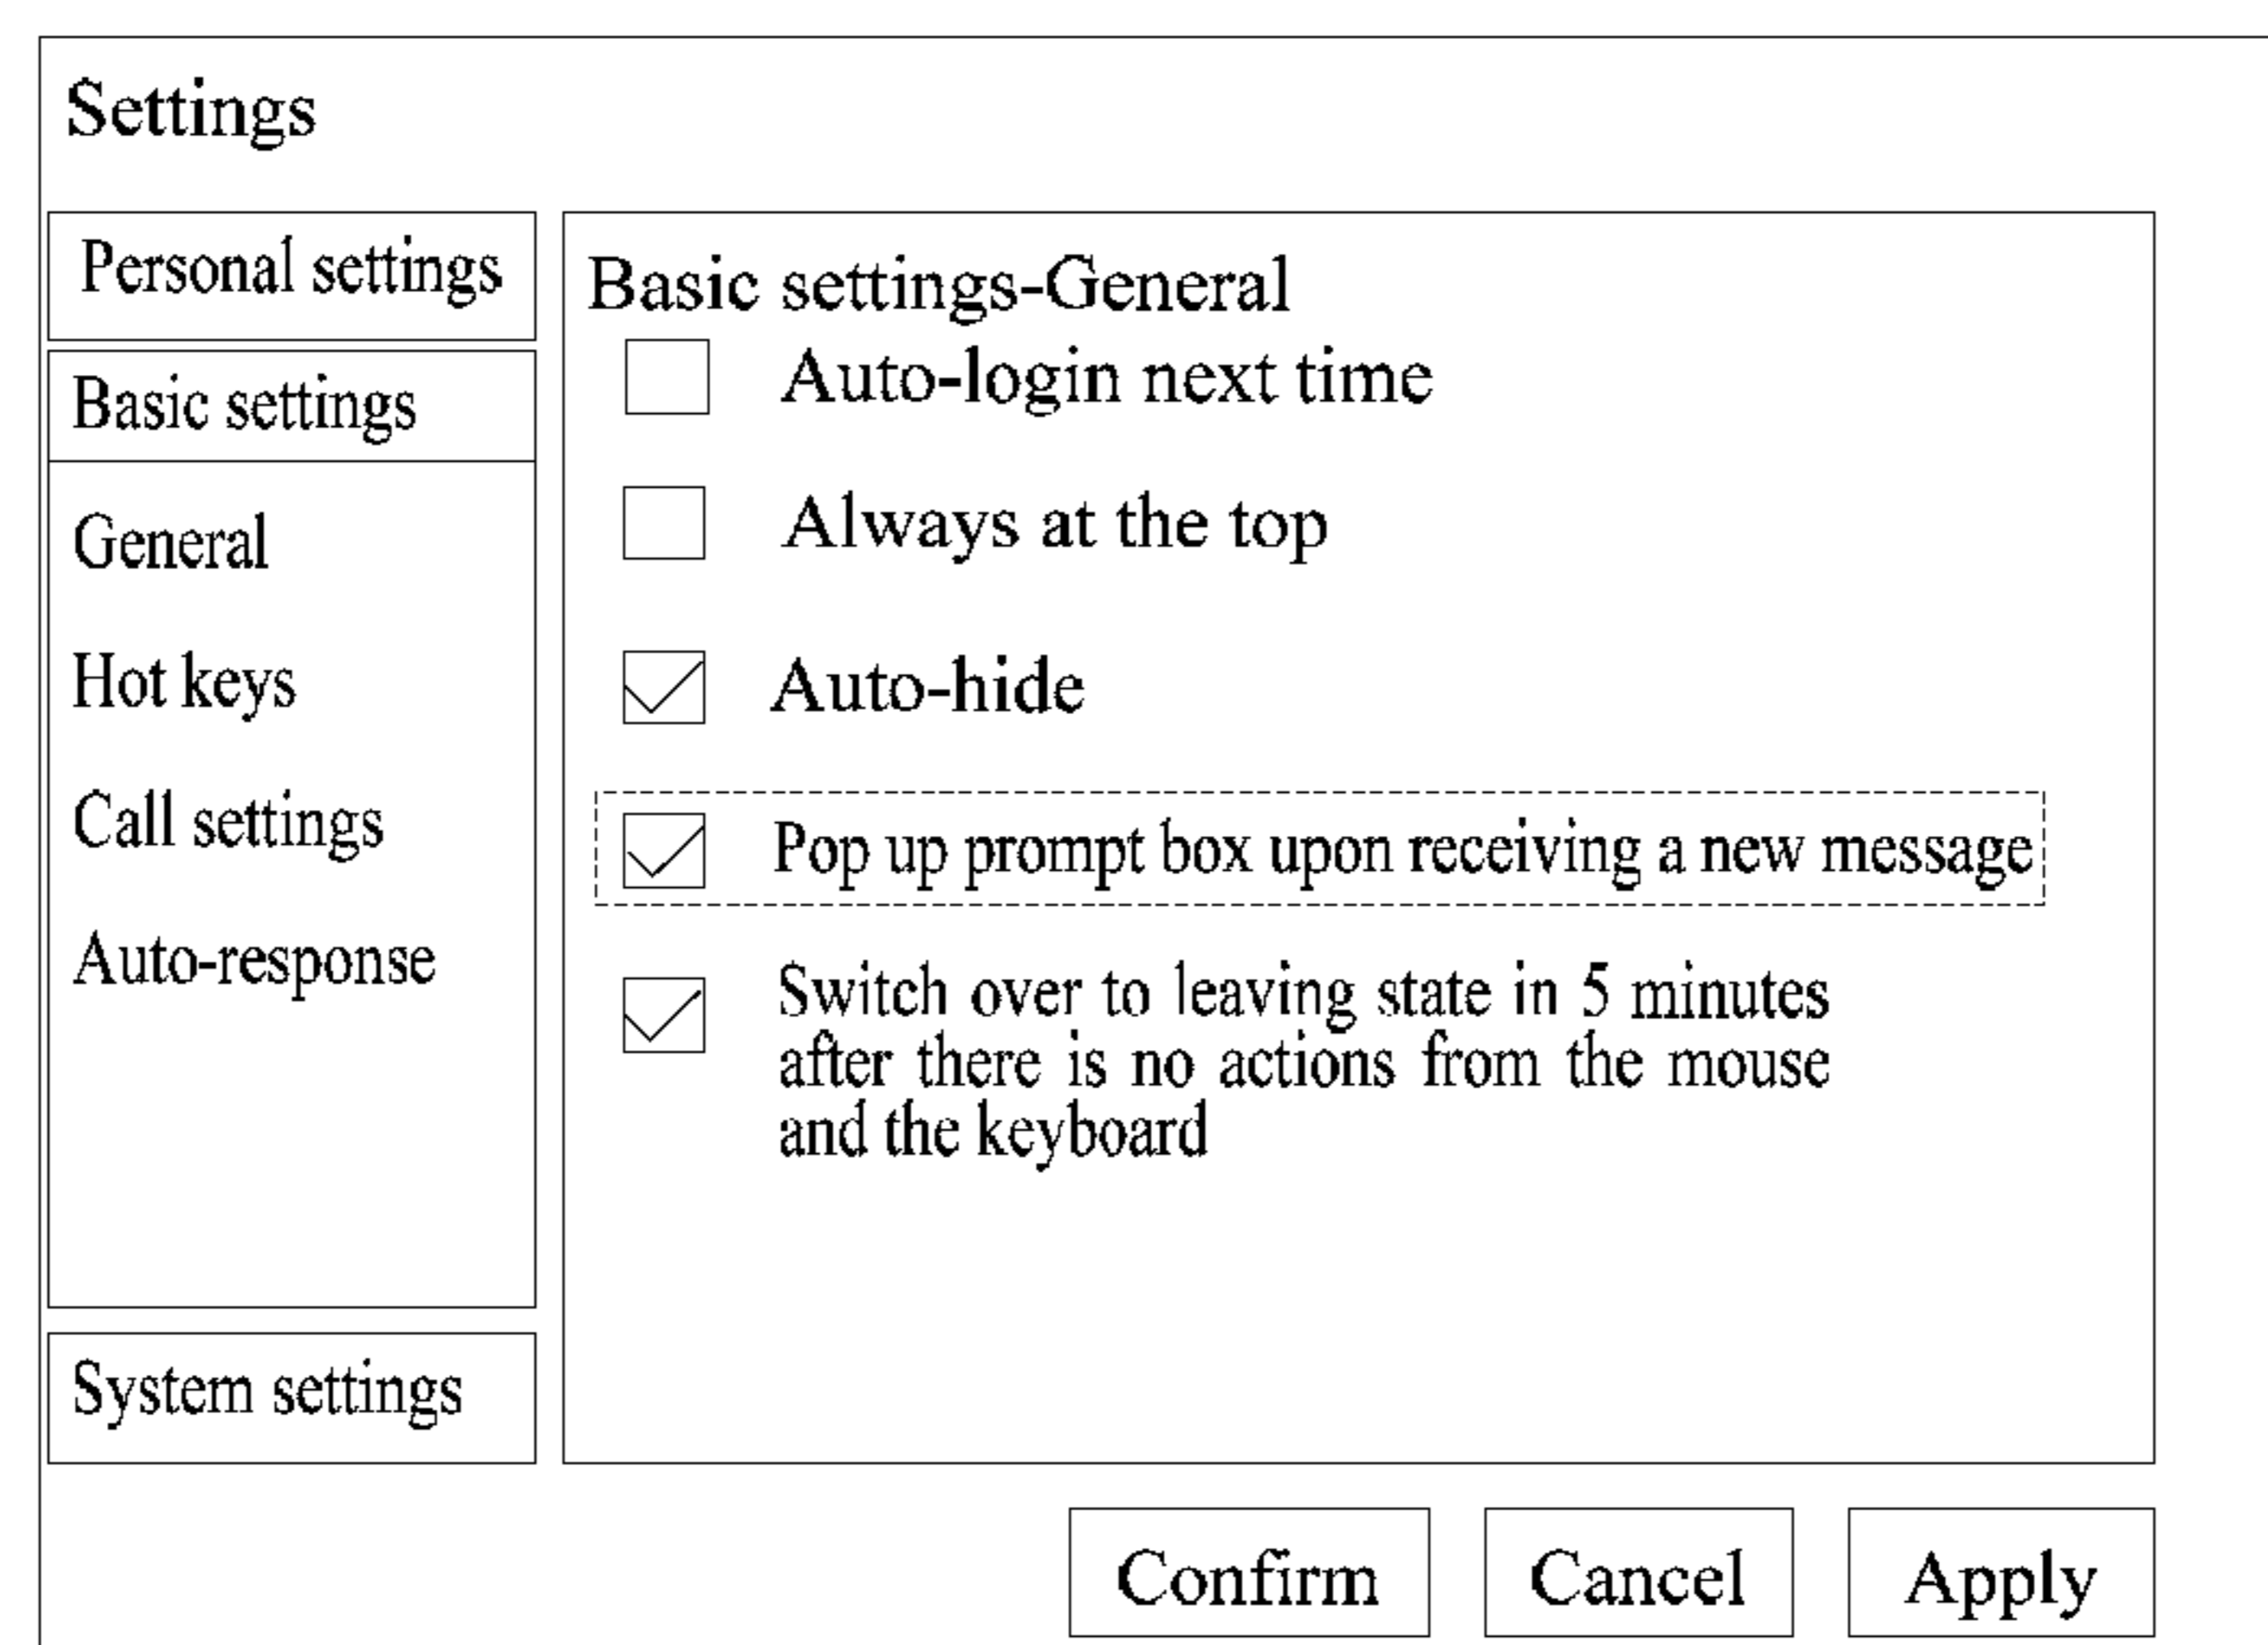 Settings
Personal settings
Basic settings
General
Hot keys
Call settings
Auto-response
System settings
Basic settings-General
Auto-login next time
Always at the top
Auto-hide
Pop up prompt box upon receiving a new message
Switch over to leaving state in 5 minutes
after there is no actions from the mouse
and the keyboard
Confirm
Cancel
Apply